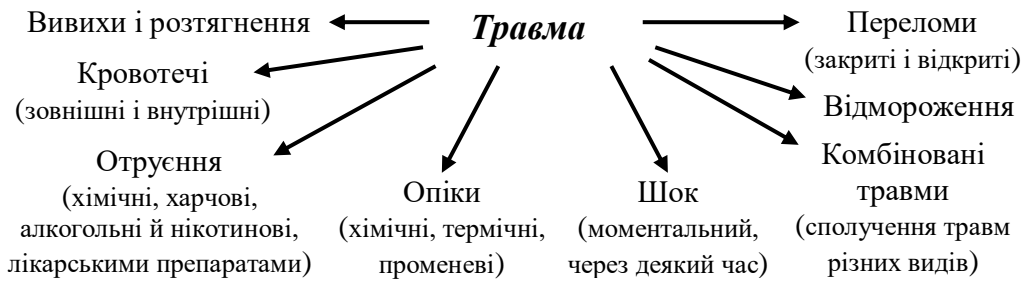 Травма
Вивихи і розтягнення
Кровотечі
(зовнішні і внутрішні)
Отруєння
(хімічні, харчові,
алкогольні й нікотинові,
лікарськими препаратами)
Опіки
(хімічні, термічні,
променеві)
Шок
(моментальний,
через деякий час)
Комбіновані
травми
(сполучення травм
різних видів)
Відмороження
Переломи
(закриті і відкриті)